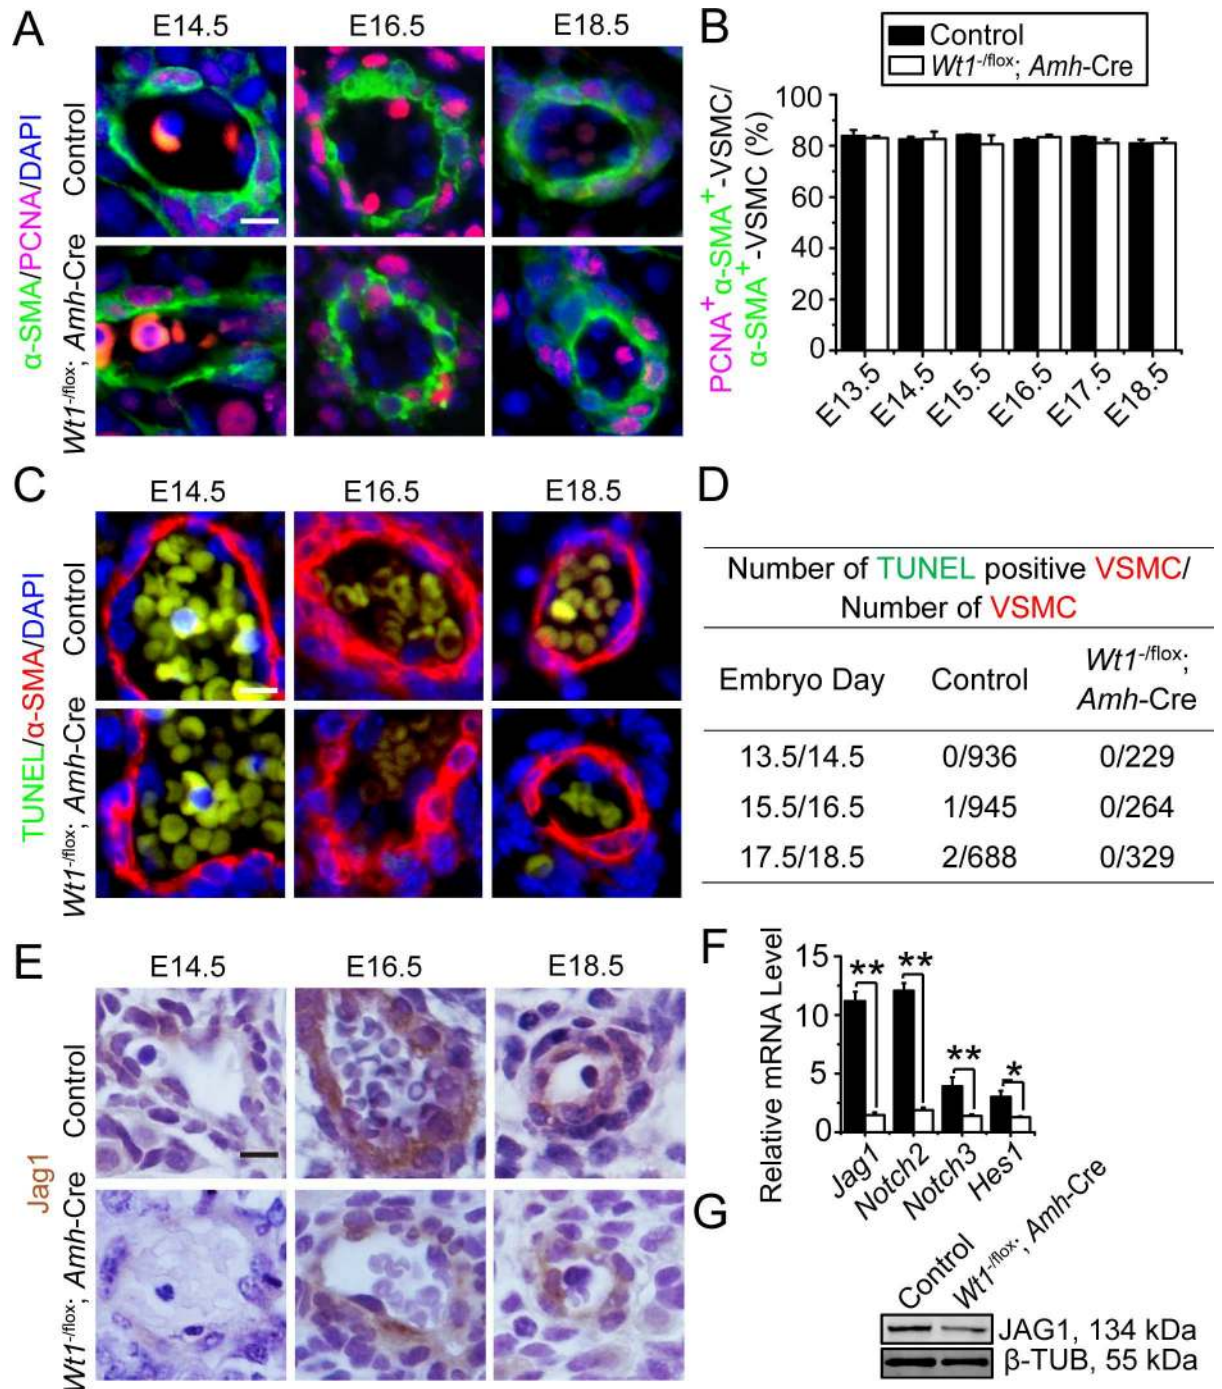 A
E14.5 E16.5 E18.5
α-SMA/PCNA/DAPI
Control
Wt1-/flox; Amh-Cre
B
Control
Wt1-/flox; Amh-Cre
PCNA+ α-SMA+-VSMC/
α-SMA+-VSMC (%)
100
80
60
40
20
0
E13.5 E14.5 E15.5 E16.5 E17.5 E18.5
C
E14.5 E16.5 E18.5
TUNEL/α-SMA/DAPI
Control
Wt1-/flox; Amh-Cre
D
Number of TUNEL positive VSMC/
Number of VSMC
Embryo Day Control Wt1-/flox;
Amh-Cre
13.5/14.5 0/936 0/229
15.5/16.5 1/945 0/264
17.5/18.5 2/688 0/329
E
E14.5 E16.5 E18.5
Jag1
Control
Wt1-/flox; Amh-Cre
F
Relative mRNA Level
15
10
5
0
** ** ** *
Jag1 Notch2 Notch3 Hes1
G
Control Wt1-/flox; Amh-Cre
JAG1, 134 kDa
β-TUB, 55 kDa